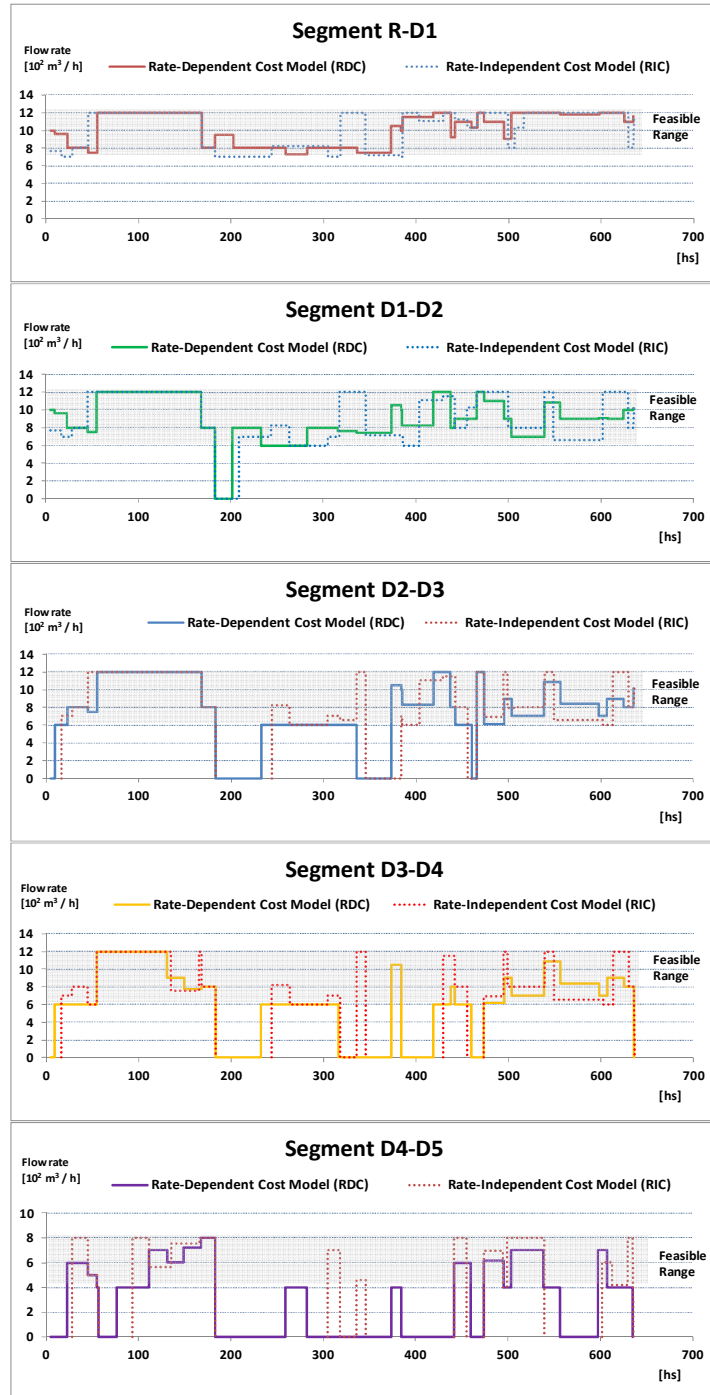 Segment R-D1
Flow rate
[10² m³ / h]
Rate-Dependent Cost Model (RDC)
Rate-Independent Cost Model (RIC)
14
12
10
8
6
4
2
0
Feasible
Range
0 100 200 300 400 500 600 700
[hs]
Segment D1-D2
Flow rate
[10² m³ / h]
Rate-Dependent Cost Model (RDC)
Rate-Independent Cost Model (RIC)
14
12
10
8
6
4
2
0
Feasible
Range
0 100 200 300 400 500 600 700
[hs]
Segment D2-D3
Flow rate
[10² m³ / h]
Rate-Dependent Cost Model (RDC)
Rate-Independent Cost Model (RIC)
14
12
10
8
6
4
2
0
Feasible
Range
0 100 200 300 400 500 600 700
[hs]
Segment D3-D4
Flow rate
[10² m³ / h]
Rate-Dependent Cost Model (RDC)
Rate-Independent Cost Model (RIC)
14
12
10
8
6
4
2
0
Feasible
Range
0 100 200 300 400 500 600 700
[hs]
Segment D4-D5
Flow rate
[10² m³ / h]
Rate-Dependent Cost Model (RDC)
Rate-Independent Cost Model (RIC)
10
8
6
4
2
0
Feasible
Range
0 100 200 300 400 500 600 700
[hs]